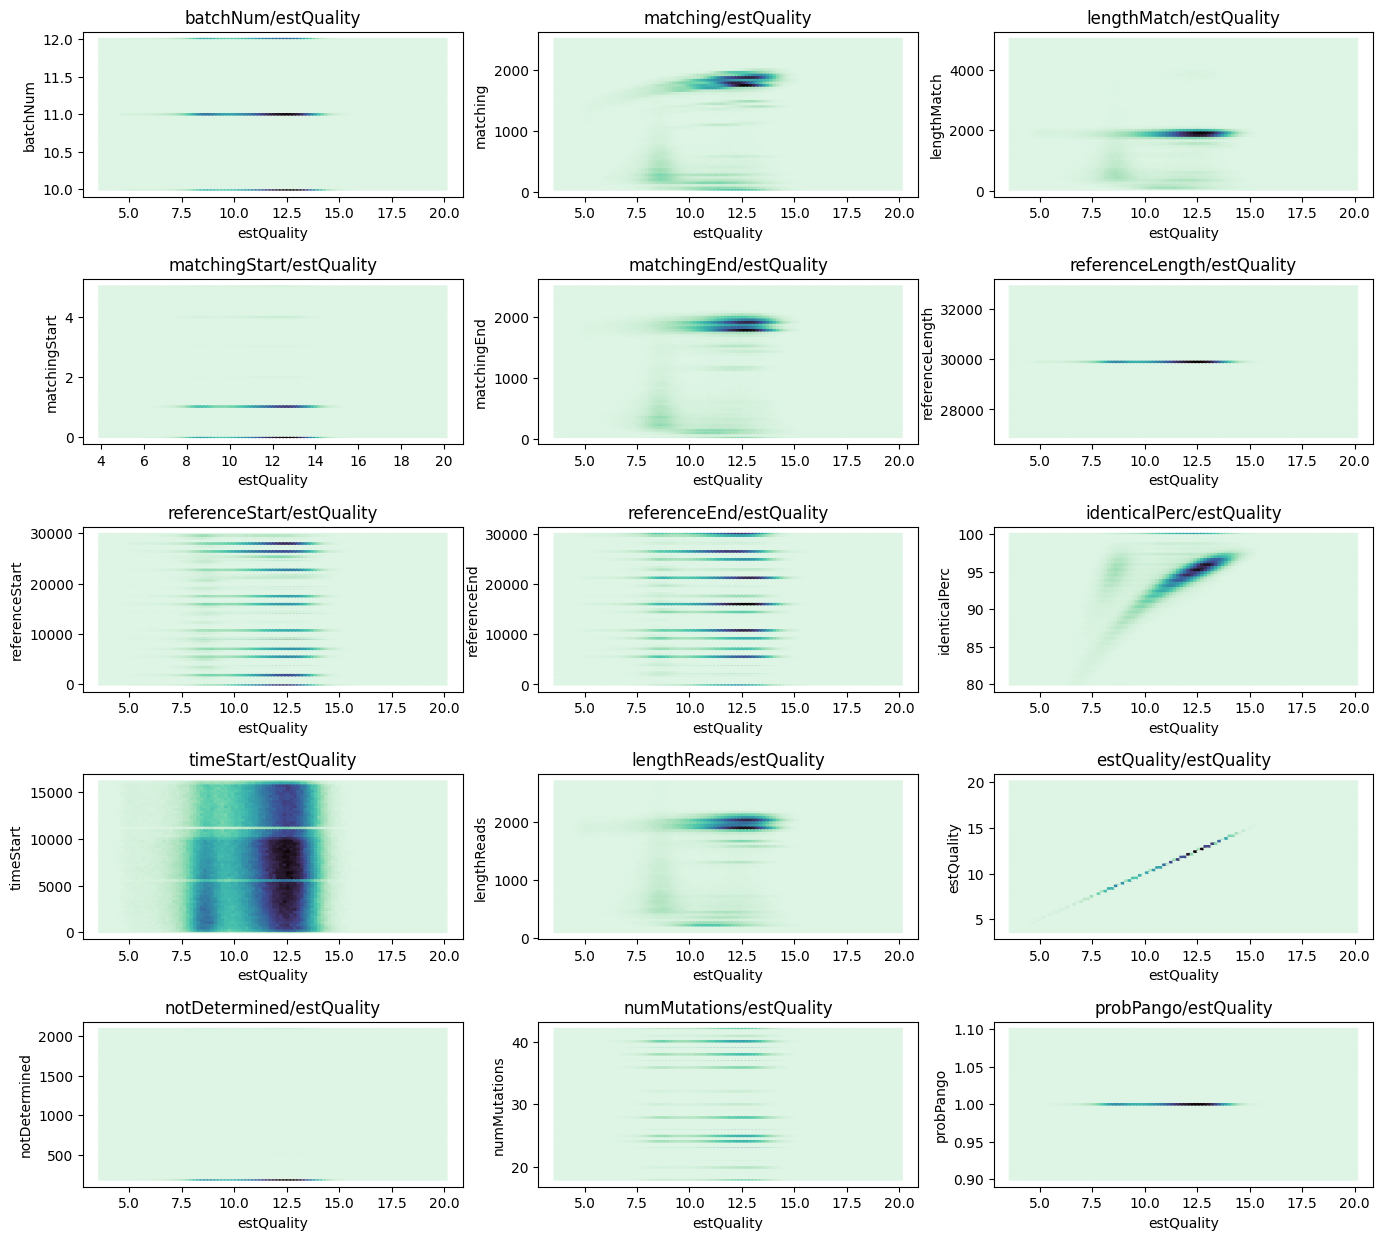 batchNum/estQuality
matching/estQuality
lengthMatch/estQuality
12.0
11.5
11.0
10.5
10.0
batchNum
5.0 7.5 10.0 12.5 15.0 17.5 20.0
estQuality
2000
1000
0
matching
5.0 7.5 10.0 12.5 15.0 17.5 20.0
estQuality
4000
2000
0
lengthMatch
5.0 7.5 10.0 12.5 15.0 17.5 20.0
estQuality
matchingStart/estQuality
matchingEnd/estQuality
referenceLength/estQuality
4
2
0
matchingStart
4 6 8 10 12 14 16 18 20
estQuality
2000
1000
0
matchingEnd
5.0 7.5 10.0 12.5 15.0 17.5 20.0
estQuality
32000
30000
28000
referenceLength
5.0 7.5 10.0 12.5 15.0 17.5 20.0
estQuality
referenceStart/estQuality
referenceEnd/estQuality
identicalPerc/estQuality
30000
20000
10000
0
referenceStart
5.0 7.5 10.0 12.5 15.0 17.5 20.0
estQuality
30000
20000
10000
0
referenceEnd
5.0 7.5 10.0 12.5 15.0 17.5 20.0
estQuality
100
95
90
85
80
identicalPerc
5.0 7.5 10.0 12.5 15.0 17.5 20.0
estQuality
timeStart/estQuality
lengthReads/estQuality
estQuality/estQuality
15000
10000
5000
0
timeStart
5.0 7.5 10.0 12.5 15.0 17.5 20.0
estQuality
2000
1000
0
lengthReads
5.0 7.5 10.0 12.5 15.0 17.5 20.0
estQuality
20
15
10
5
estQuality
5.0 7.5 10.0 12.5 15.0 17.5 20.0
estQuality
notDetermined/estQuality
numMutations/estQuality
probPango/estQuality
2000
1500
1000
500
notDetermined
5.0 7.5 10.0 12.5 15.0 17.5 20.0
estQuality
40
30
20
numMutations
5.0 7.5 10.0 12.5 15.0 17.5 20.0
estQuality
1.10
1.05
1.00
0.95
0.90
probPango
5.0 7.5 10.0 12.5 15.0 17.5 20.0
estQuality